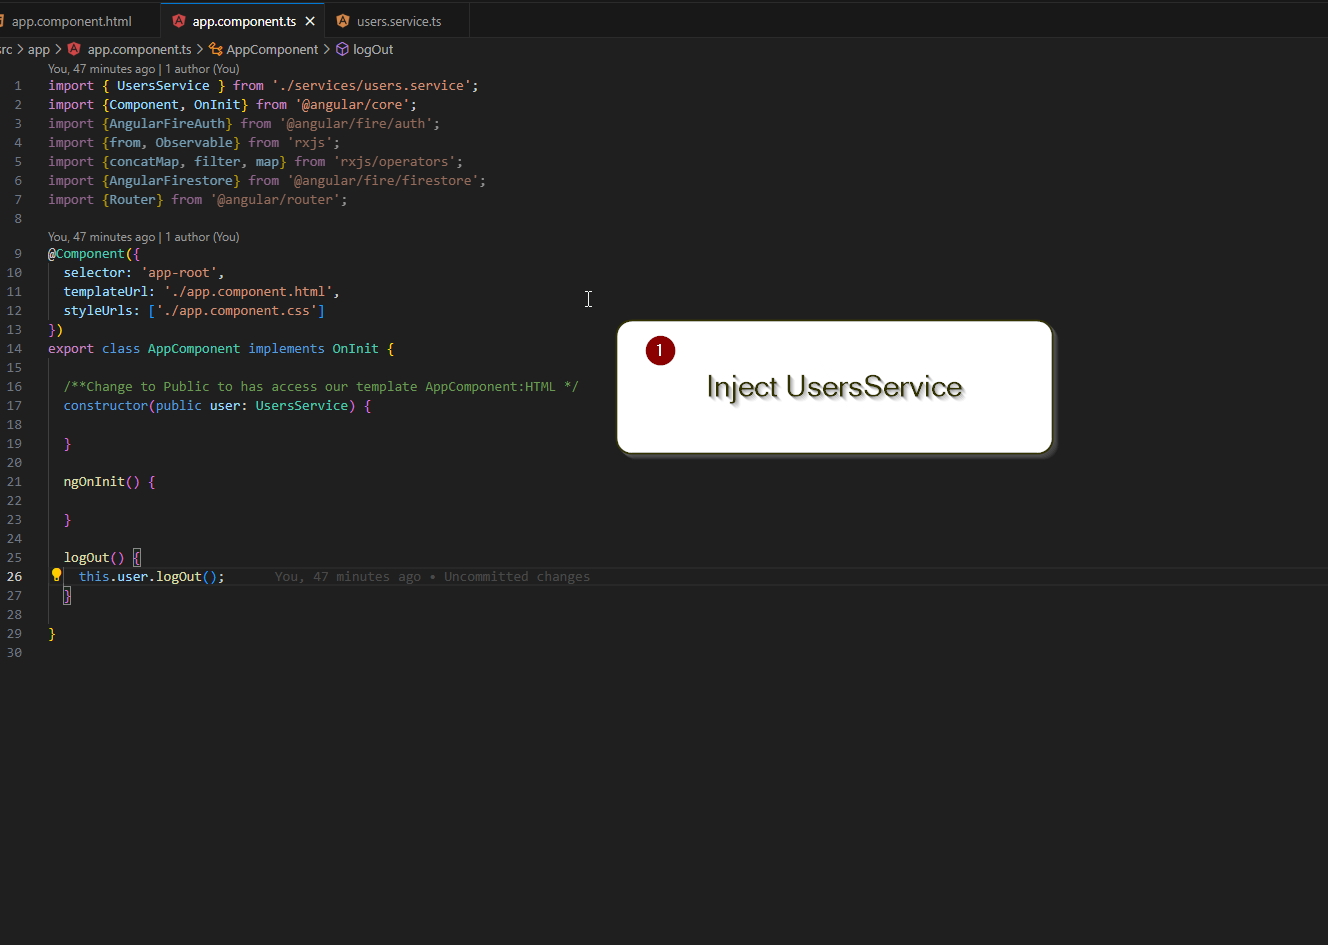 app.component.html
app.component.ts
users.service.ts
src > app > app.component.ts > AppComponent > logOut
You, 47 minutes ago | 1 author (You)
1 import { UsersService } from './services/users.service';
2 import {Component, OnInit} from '@angular/core';
3 import {AngularFireAuth} from '@angular/fire/auth';
4 import {from, Observable} from 'rxjs';
5 import {concatMap, filter, map} from 'rxjs/operators';
6 import {AngularFirestore} from '@angular/fire/firestore';
7 import {Router} from '@angular/router';
8
You, 47 minutes ago | 1 author (You)
9 @Component({
10 selector: 'app-root',
11 templateUrl: './app.component.html',
12 styleUrls: ['./app.component.css']
13 })
14 export class AppComponent implements OnInit {
15
16 /**Change to Public to has access our template AppComponent:HTML */
17 constructor(public user: UsersService) {
18
19 }
20
21 ngOnInit() {
22
23 }
24
25 logOut() {
26 this.user.logOut(); You, 47 minutes ago • Uncommitted changes
27 }
28
29 }
30
1
Inject UsersService